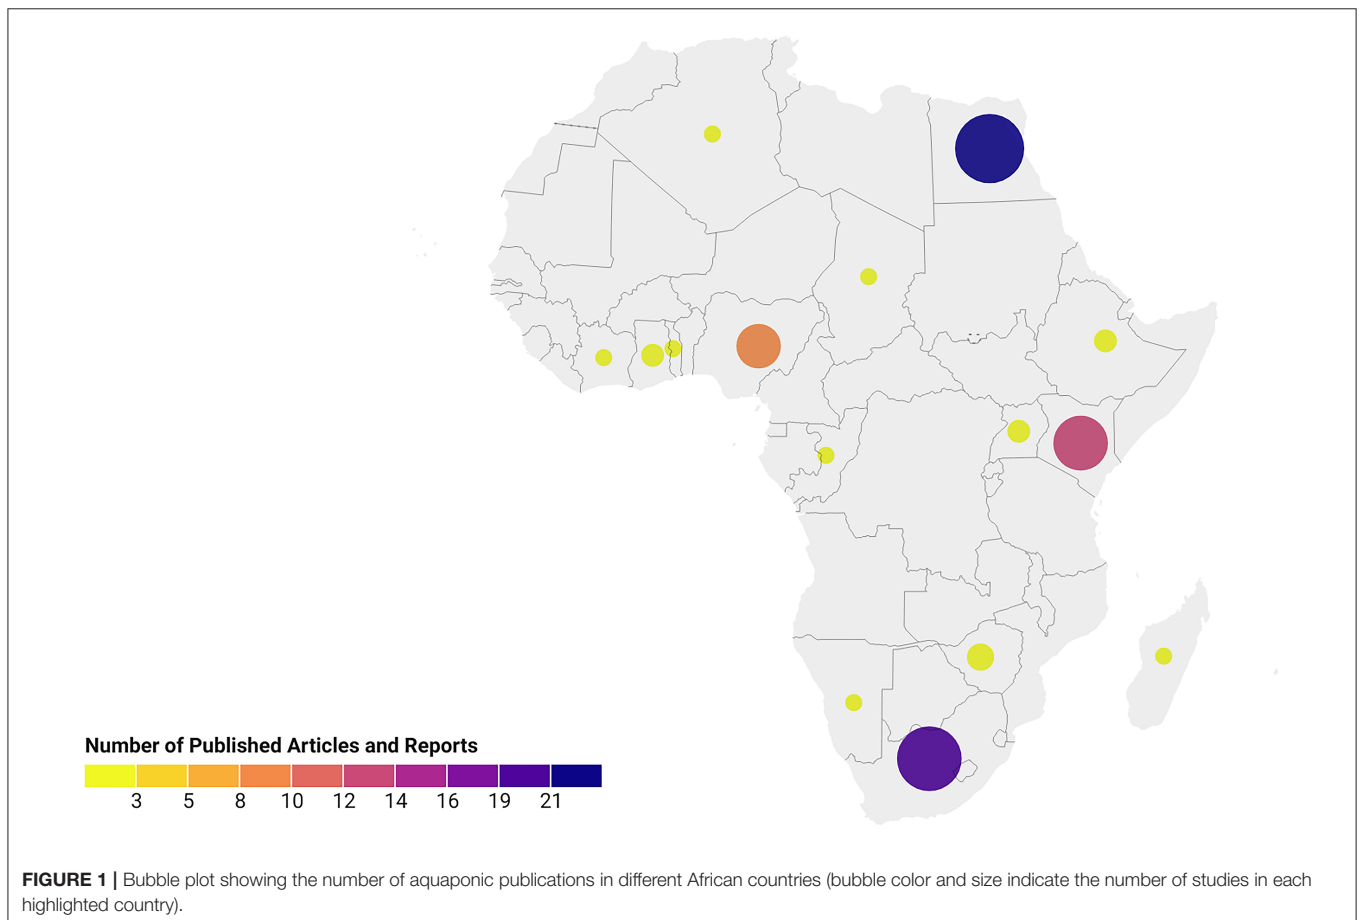 Number of Published Articles and Reports
3 5 8 10 12 14 16 19 21
FIGURE 1 | Bubble plot showing the number of aquaponic publications in different African countries (bubble color and size indicate the number of studies in each
highlighted country).